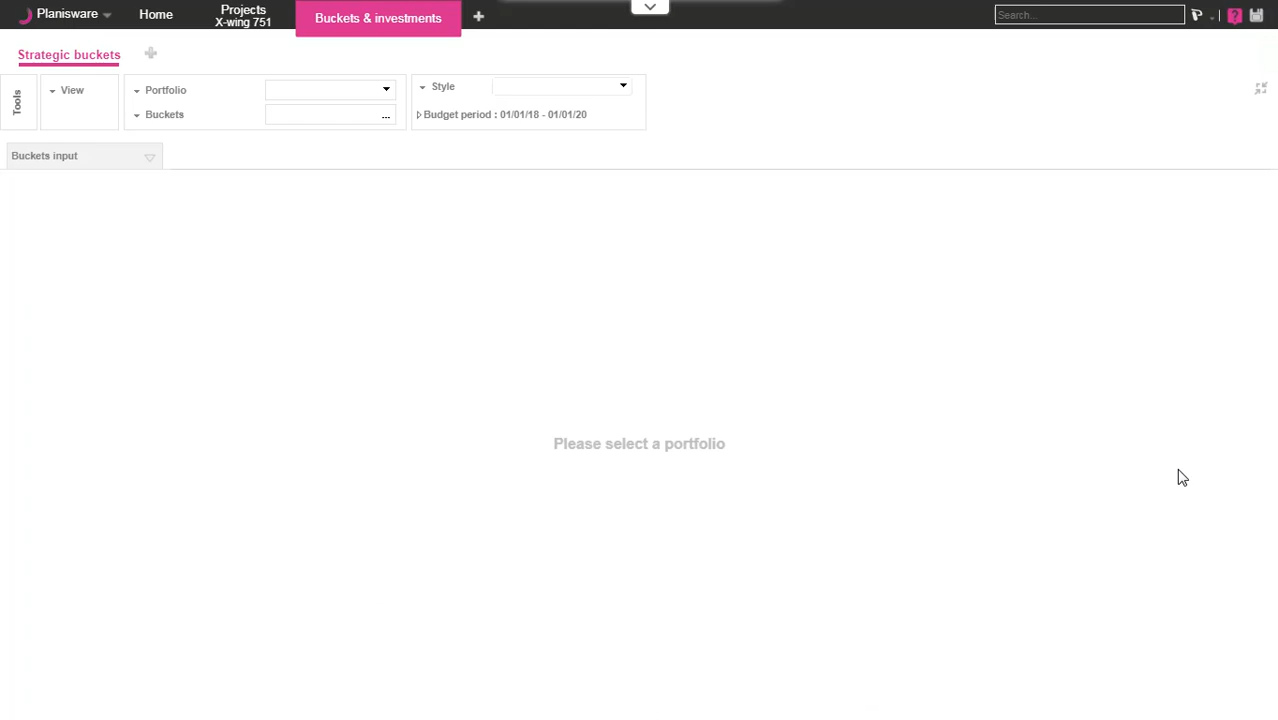 Planisware
Home
Projects
X-wing 751
Buckets & investments
Search...
?
Strategic buckets
Tools
View
Portfolio
Buckets
...
Style
Budget period : 01/01/18 - 01/01/20
Buckets input
Please select a portfolio